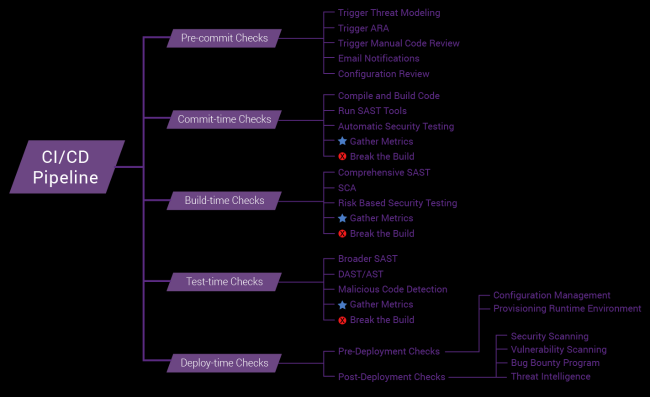 CI/CD
Pipeline
Pre-commit Checks
Trigger Threat Modeling
Trigger ARA
Trigger Manual Code Review
Email Notifications
Configuration Review
Commit-time Checks
Compile and Build Code
Run SAST Tools
Automatic Security Testing
Gather Metrics
X Break the Build
Build-time Checks
Comprehensive SAST
SCA
Risk Based Security Testing
Gather Metrics
X Break the Build
Test-time Checks
Broader SAST
DAST/AST
Malicious Code Detection
Gather Metrics
X Break the Build
Deploy-time Checks
Pre-Deployment Checks
Configuration Management
Provisioning Runtime Environment
Post-Deployment Checks
Security Scanning
Vulnerability Scanning
Bug Bounty Program
Threat Intelligence